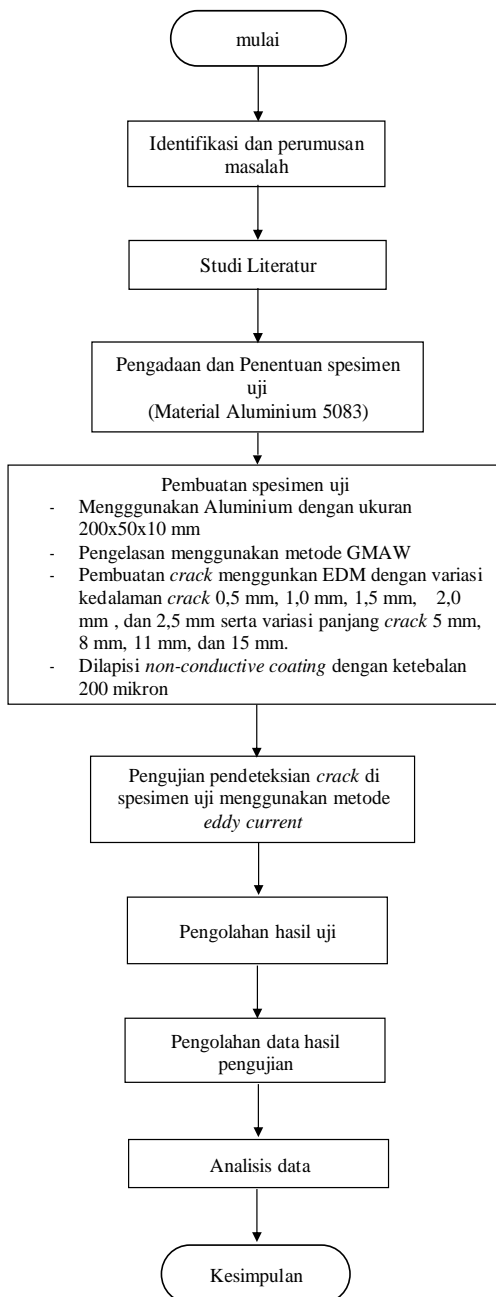 mulai
Identifikasi dan perumusan
masalah
Studi Literatur
Pengadaan dan Penentuan spesimen
uji
(Material Aluminium 5083)
Pembuatan spesimen uji
- Mengggunakan Aluminium dengan ukuran
200x50x10 mm
- Pengelasan menggunakan metode GMAW
- Pembuatan crack menggunkan EDM dengan variasi
kedalaman crack 0,5 mm, 1,0 mm, 1,5 mm, 2,0
mm , dan 2,5 mm serta variasi panjang crack 5 mm,
8 mm, 11 mm, dan 15 mm.
- Dilapisi non-conductive coating dengan ketebalan
200 mikron
Pengujian pendeteksian crack di
spesimen uji menggunakan metode
eddy current
Pengolahan hasil uji
Pengolahan data hasil
pengujian
Analisis data
Kesimpulan